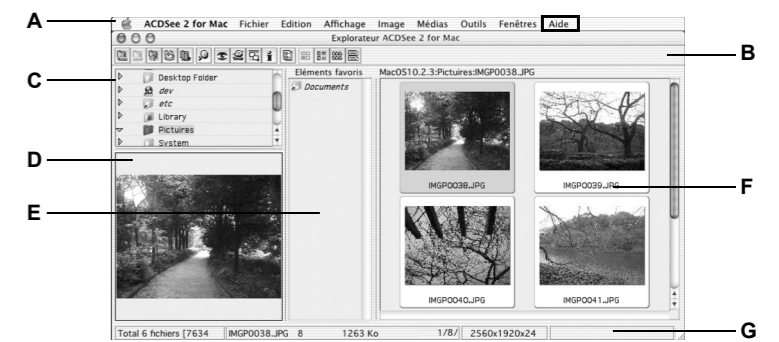 A
ACDSee 2 for Mac Fichier Edition Affichage Image Médias Outils Fenêtres Aide
Explorateur ACDSee 2 for Mac
B
C
Desktop Folder
dev
etc
Library
Pictuires
System
Eléments favoris
Documents
MacOS10.2.3:Pictuires:IMGP0038.JPG
IMGP0038.JPG
IMGP0039.JPG
D
E
F
IMGP0040.JPG
IMGP0041.JPG
Total 6 fichiers [7634
IMGP0038.JPG 8 1263 Ko 1/8/
2560x1920x24
G